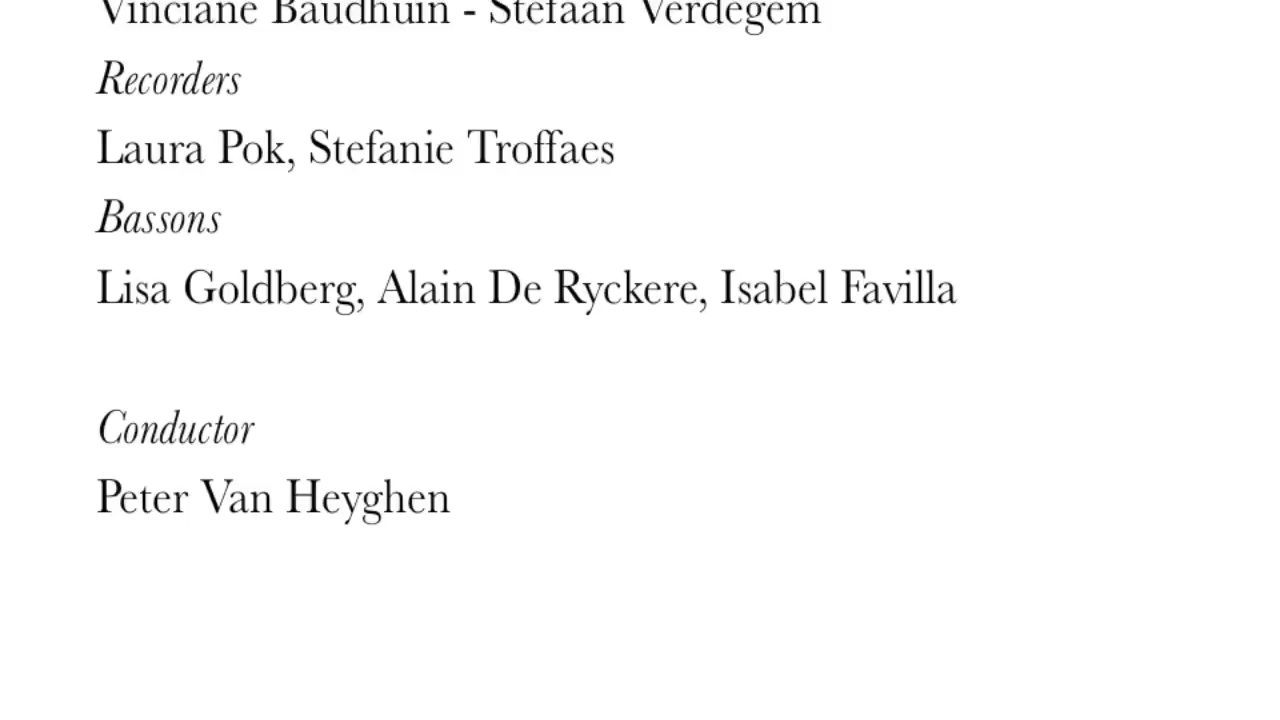 Vinciane Baudhuin - Stefaan Verdegem
Recorders
Laura Pok, Stefanie Troffaes
Bassons
Lisa Goldberg, Alain De Ryckere, Isabel Favilla
Conductor
Peter Van Heyghen